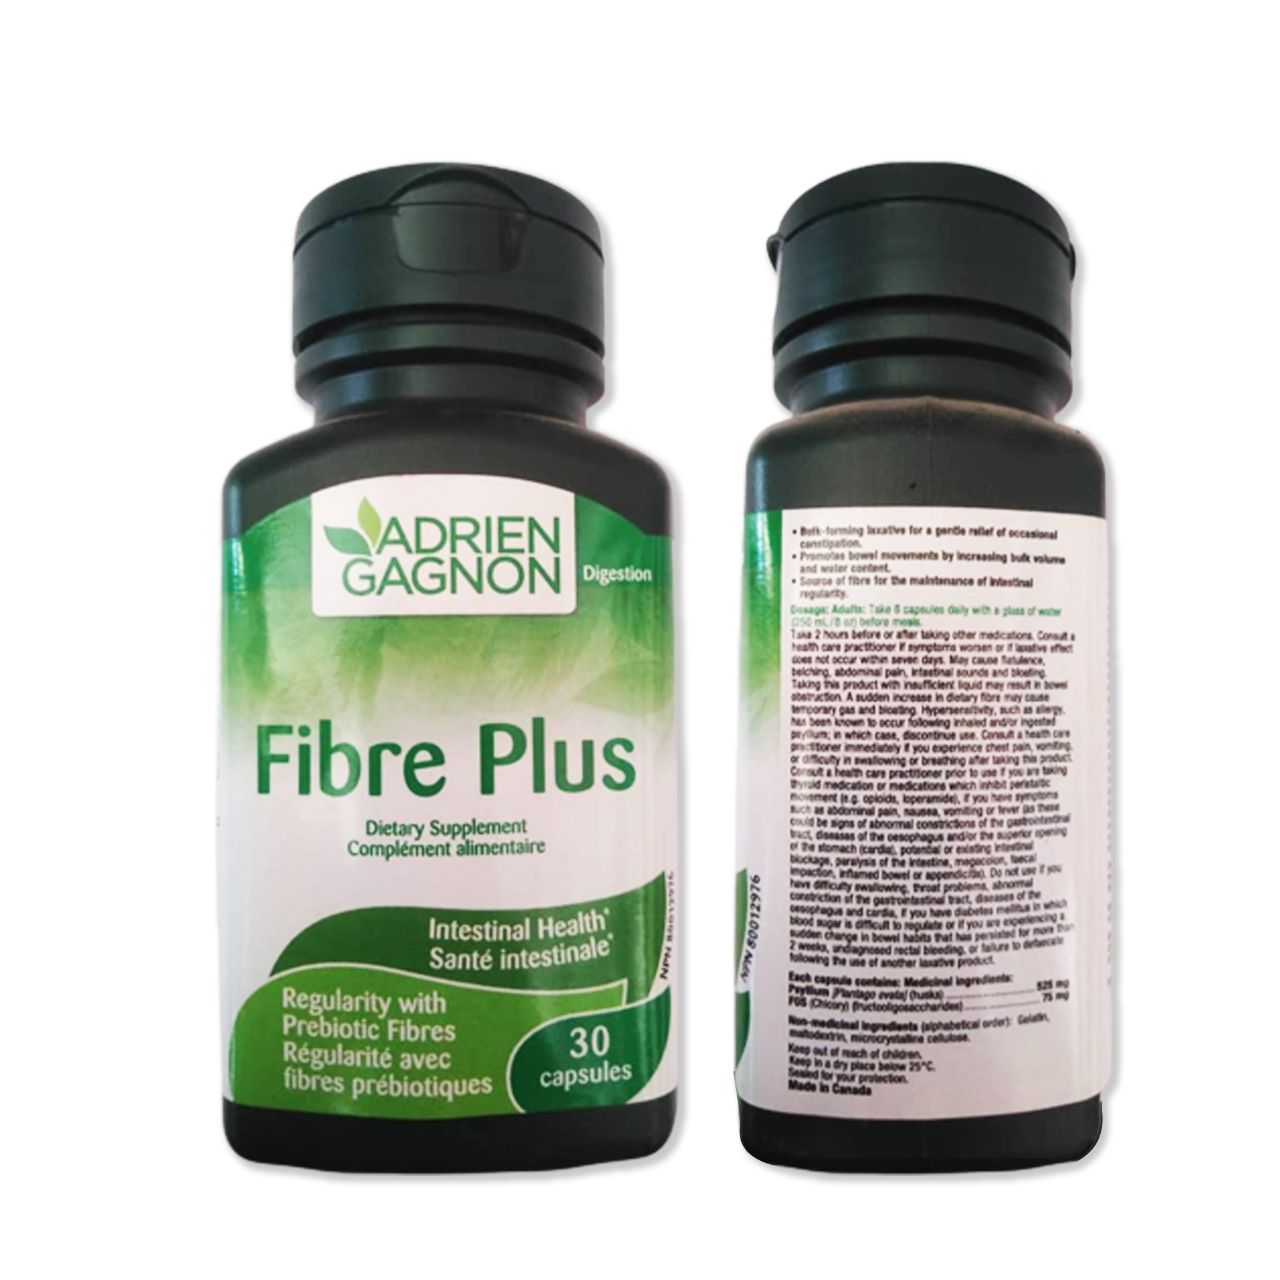 ADRIEN
GAGNON
Digestion
Fibre Plus
Dietary Supplement
Complément alimentaire
Intestinal Health*
Santé intestinale*
NPN 80012976
Regularity with
Prebiotic Fibres
Régularité avec
fibres prébiotiques
30
capsules
• Bulk-forming laxative for a gentle relief of occasional
constipation.
• Promotes bowel movements by increasing bulk volume
and water content.
• Source of fibre for the maintenance of intestinal
regularity.
Dosage: Adults: Take 6 capsules daily with a glass of water
(250 mL/8 oz) before meals.
Take 2 hours before or after taking other medications. Consult a
health care practitioner if symptoms worsen or if laxative effect
does not occur within seven days. May cause flatulence,
belching, abdominal pain, intestinal sounds and bloating.
Taking this product with insufficient liquid may result in bowel
obstruction. A sudden increase in dietary fibre may cause
temporary gas and bloating. Hypersensitivity, such as allergy,
has been known to occur following inhaled and/or ingested
psyllium; in which case, discontinue use. Consult a health care
practitioner immediately if you experience chest pain, vomiting,
or difficulty in swallowing or breathing after taking this product.
Consult a health care practitioner prior to use if you are taking
thyroid medication or medications which inhibit peristaltic
movement (e.g. opioids, loperamide), if you have symptoms
such as abdominal pain, nausea, vomiting or fever (as these
could be signs of abnormal constrictions of the gastrointestinal
tract, diseases of the oesophagus and/or the superior opening
of the stomach (cardia), potential or existing intestinal
blockage, paralysis of the intestine, megacolon, faecal
impaction, inflamed bowel or appendicitis). Do not use if you
have difficulty swallowing, throat problems, abnormal
constriction of the gastrointestinal tract, diseases of the
oesophagus and cardia, if you have diabetes mellitus in which
blood sugar is difficult to regulate or if you are experiencing a
sudden change in bowel habits that has persisted for more than
2 weeks, undiagnosed rectal bleeding, or failure to defaecate
following the use of another laxative product.
Each capsule contains: Medicinal ingredients:
Psyllium [Plantago ovata] (husks) 525 mg
FOS (Chicory) (fructooligosaccharides) 75 mg
Non-medicinal ingredients (alphabetical order): Gelatin,
maltodextrin, microcrystalline cellulose.
Keep out of reach of children.
Keep in a dry place below 25°C.
Sealed for your protection.
Made in Canada
NPN 80012976